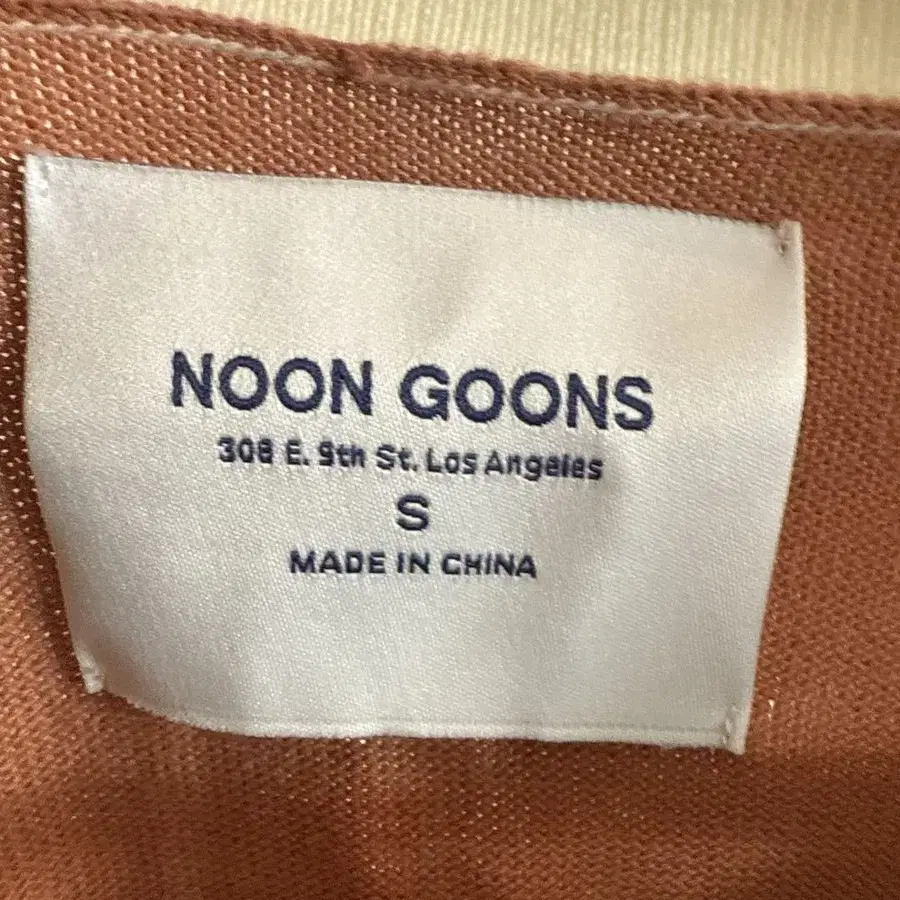 NOON GOONS
308 E. 9th St. Los Angeles
S
MADE IN CHINA